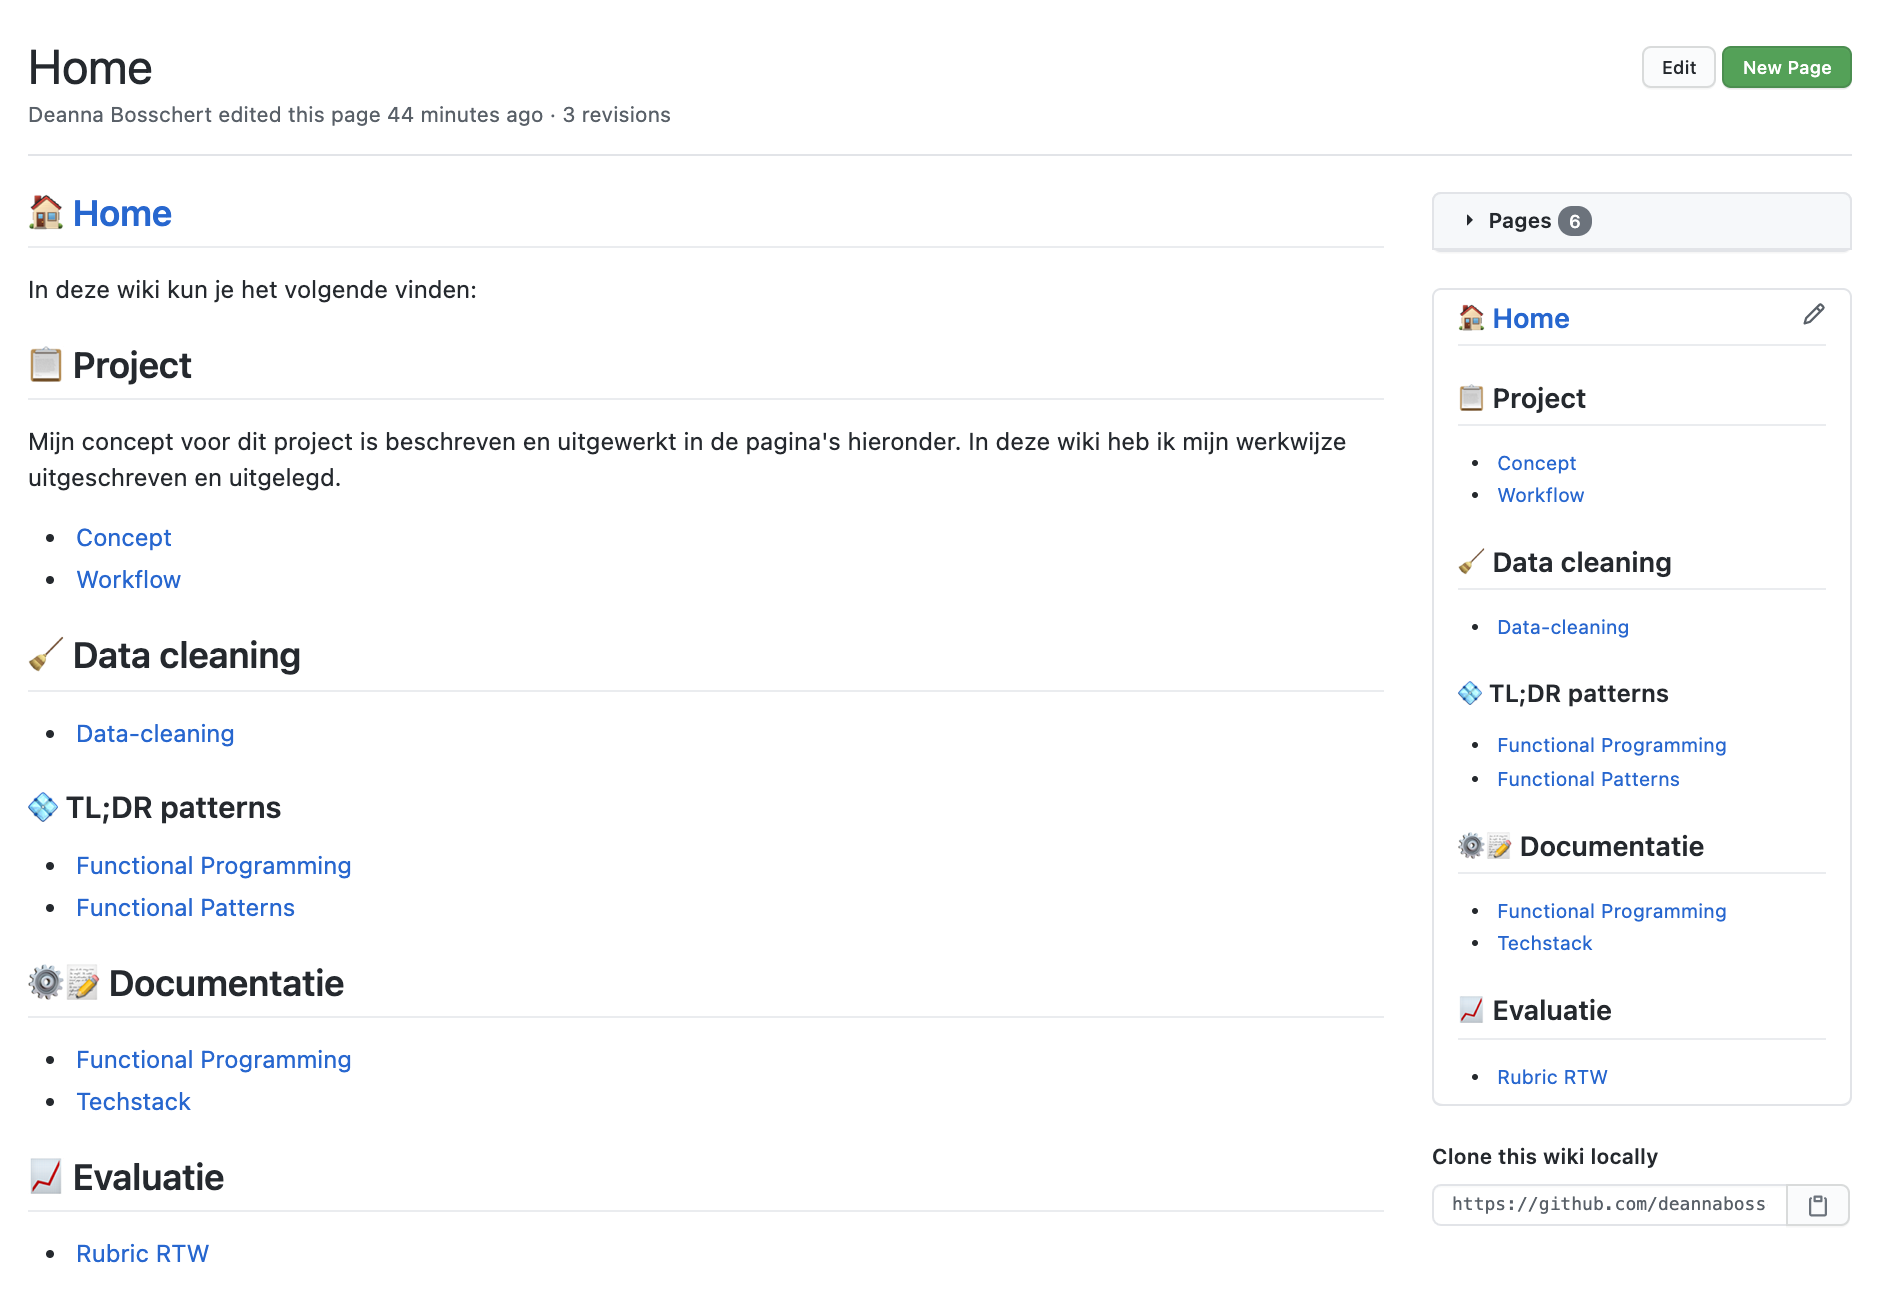 Home
Edit
New Page
Deanna Bosschert edited this page 44 minutes ago · 3 revisions
🏠 Home
In deze wiki kun je het volgende vinden:
📋 Project
Mijn concept voor dit project is beschreven en uitgewerkt in de pagina's hieronder. In deze wiki heb ik mijn werkwijze
uitgeschreven en uitgelegd.
• Concept
• Workflow
🧹 Data cleaning
• Data-cleaning
💠 TL;DR patterns
• Functional Programming
• Functional Patterns
⚙️📝 Documentatie
• Functional Programming
• Techstack
📈 Evaluatie
• Rubric RTW
Pages 6
🏠 Home
📋 Project
• Concept
• Workflow
🧹 Data cleaning
• Data-cleaning
💠 TL;DR patterns
• Functional Programming
• Functional Patterns
⚙️📝 Documentatie
• Functional Programming
• Techstack
📈 Evaluatie
• Rubric RTW
Clone this wiki locally
https://github.com/deannaboss